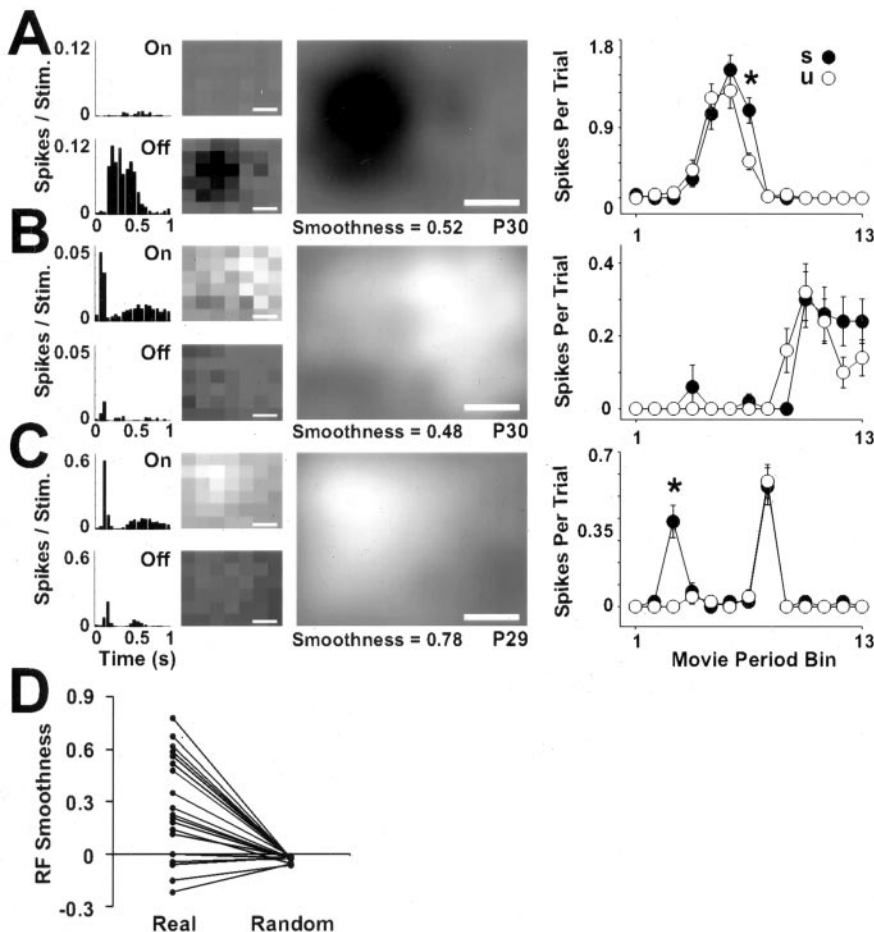 A
Spikes / Stim.
0.12
0
On
0.12
0
Off
Smoothness = 0.52 P30
Spikes Per Trial
1.8
0.9
0
1 13
s
u
*
B
Spikes / Stim.
0.05
0
On
0.05
0
Off
0 0.5 1
Smoothness = 0.48 P30
Spikes Per Trial
0.4
0.2
0
1 13
C
Spikes / Stim.
0.6
0
On
0.6
0
Off
0 0.5 1
Time (s)
Smoothness = 0.78 P29
Spikes Per Trial
0.7
0.35
0
*
1 13
Movie Period Bin
D
RF Smoothness
0.9
0.6
0.3
0
-0.3
Real Random